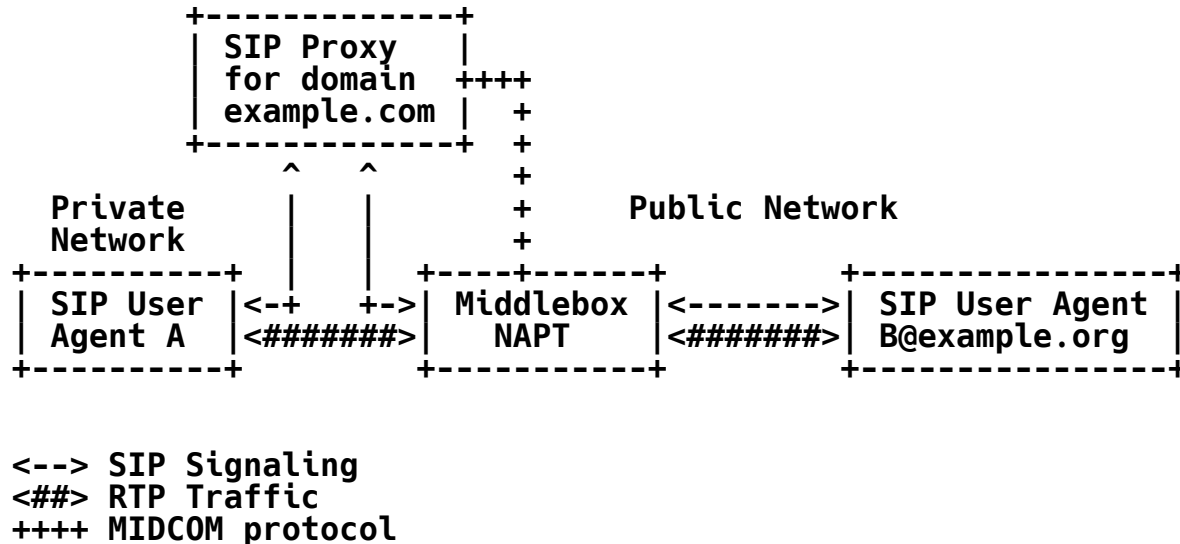 SIP Proxy
for domain ++++
example.com +
+
+
Private + Public Network
Network +
SIP User <-+ +-> Middlebox <-------> SIP User Agent
Agent A <#######> NAPT <#######> B@example.org
<--> SIP Signaling
<##> RTP Traffic
++++ MIDCOM protocol